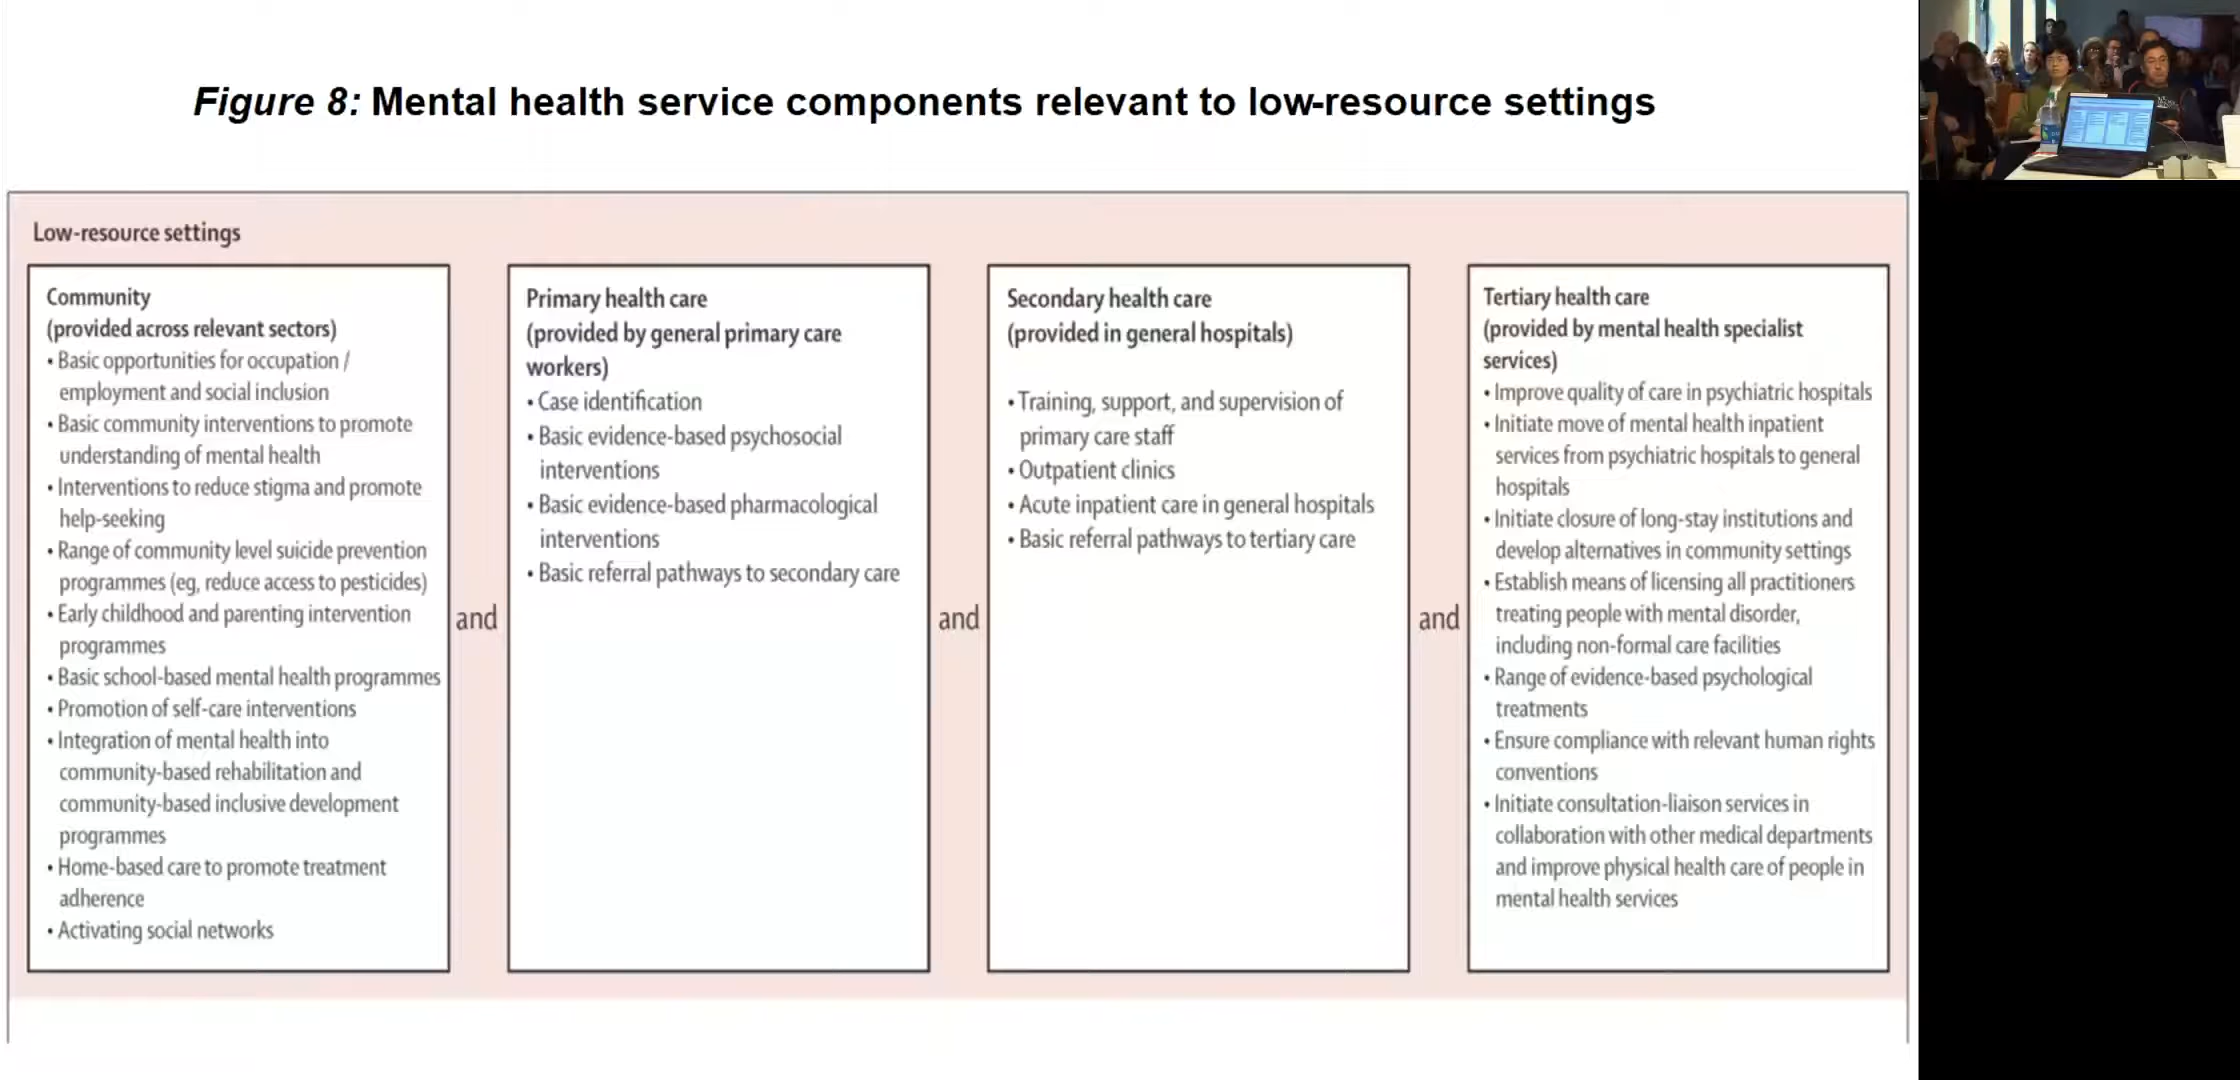 Figure 8: Mental health service components relevant to low-resource settings
Low-resource settings
Community
(provided across relevant sectors)
• Basic opportunities for occupation /
employment and social inclusion
• Basic community interventions to promote
understanding of mental health
• Interventions to reduce stigma and promote
help-seeking
• Range of community level suicide prevention
programmes (eg, reduce access to pesticides)
• Early childhood and parenting intervention
programmes
• Basic school-based mental health programmes
• Promotion of self-care interventions
• Integration of mental health into
community-based rehabilitation and
community-based inclusive development
programmes
• Home-based care to promote treatment
adherence
• Activating social networks
and
Primary health care
(provided by general primary care
workers)
• Case identification
• Basic evidence-based psychosocial
interventions
• Basic evidence-based pharmacological
interventions
• Basic referral pathways to secondary care
and
Secondary health care
(provided in general hospitals)
• Training, support, and supervision of
primary care staff
• Outpatient clinics
• Acute inpatient care in general hospitals
• Basic referral pathways to tertiary care
and
Tertiary health care
(provided by mental health specialist
services)
• Improve quality of care in psychiatric hospitals
• Initiate move of mental health inpatient
services from psychiatric hospitals to general
hospitals
• Initiate closure of long-stay institutions and
develop alternatives in community settings
• Establish means of licensing all practitioners
treating people with mental disorder,
including non-formal care facilities
• Range of evidence-based psychological
treatments
• Ensure compliance with relevant human rights
conventions
• Initiate consultation-liaison services in
collaboration with other medical departments
and improve physical health care of people in
mental health services